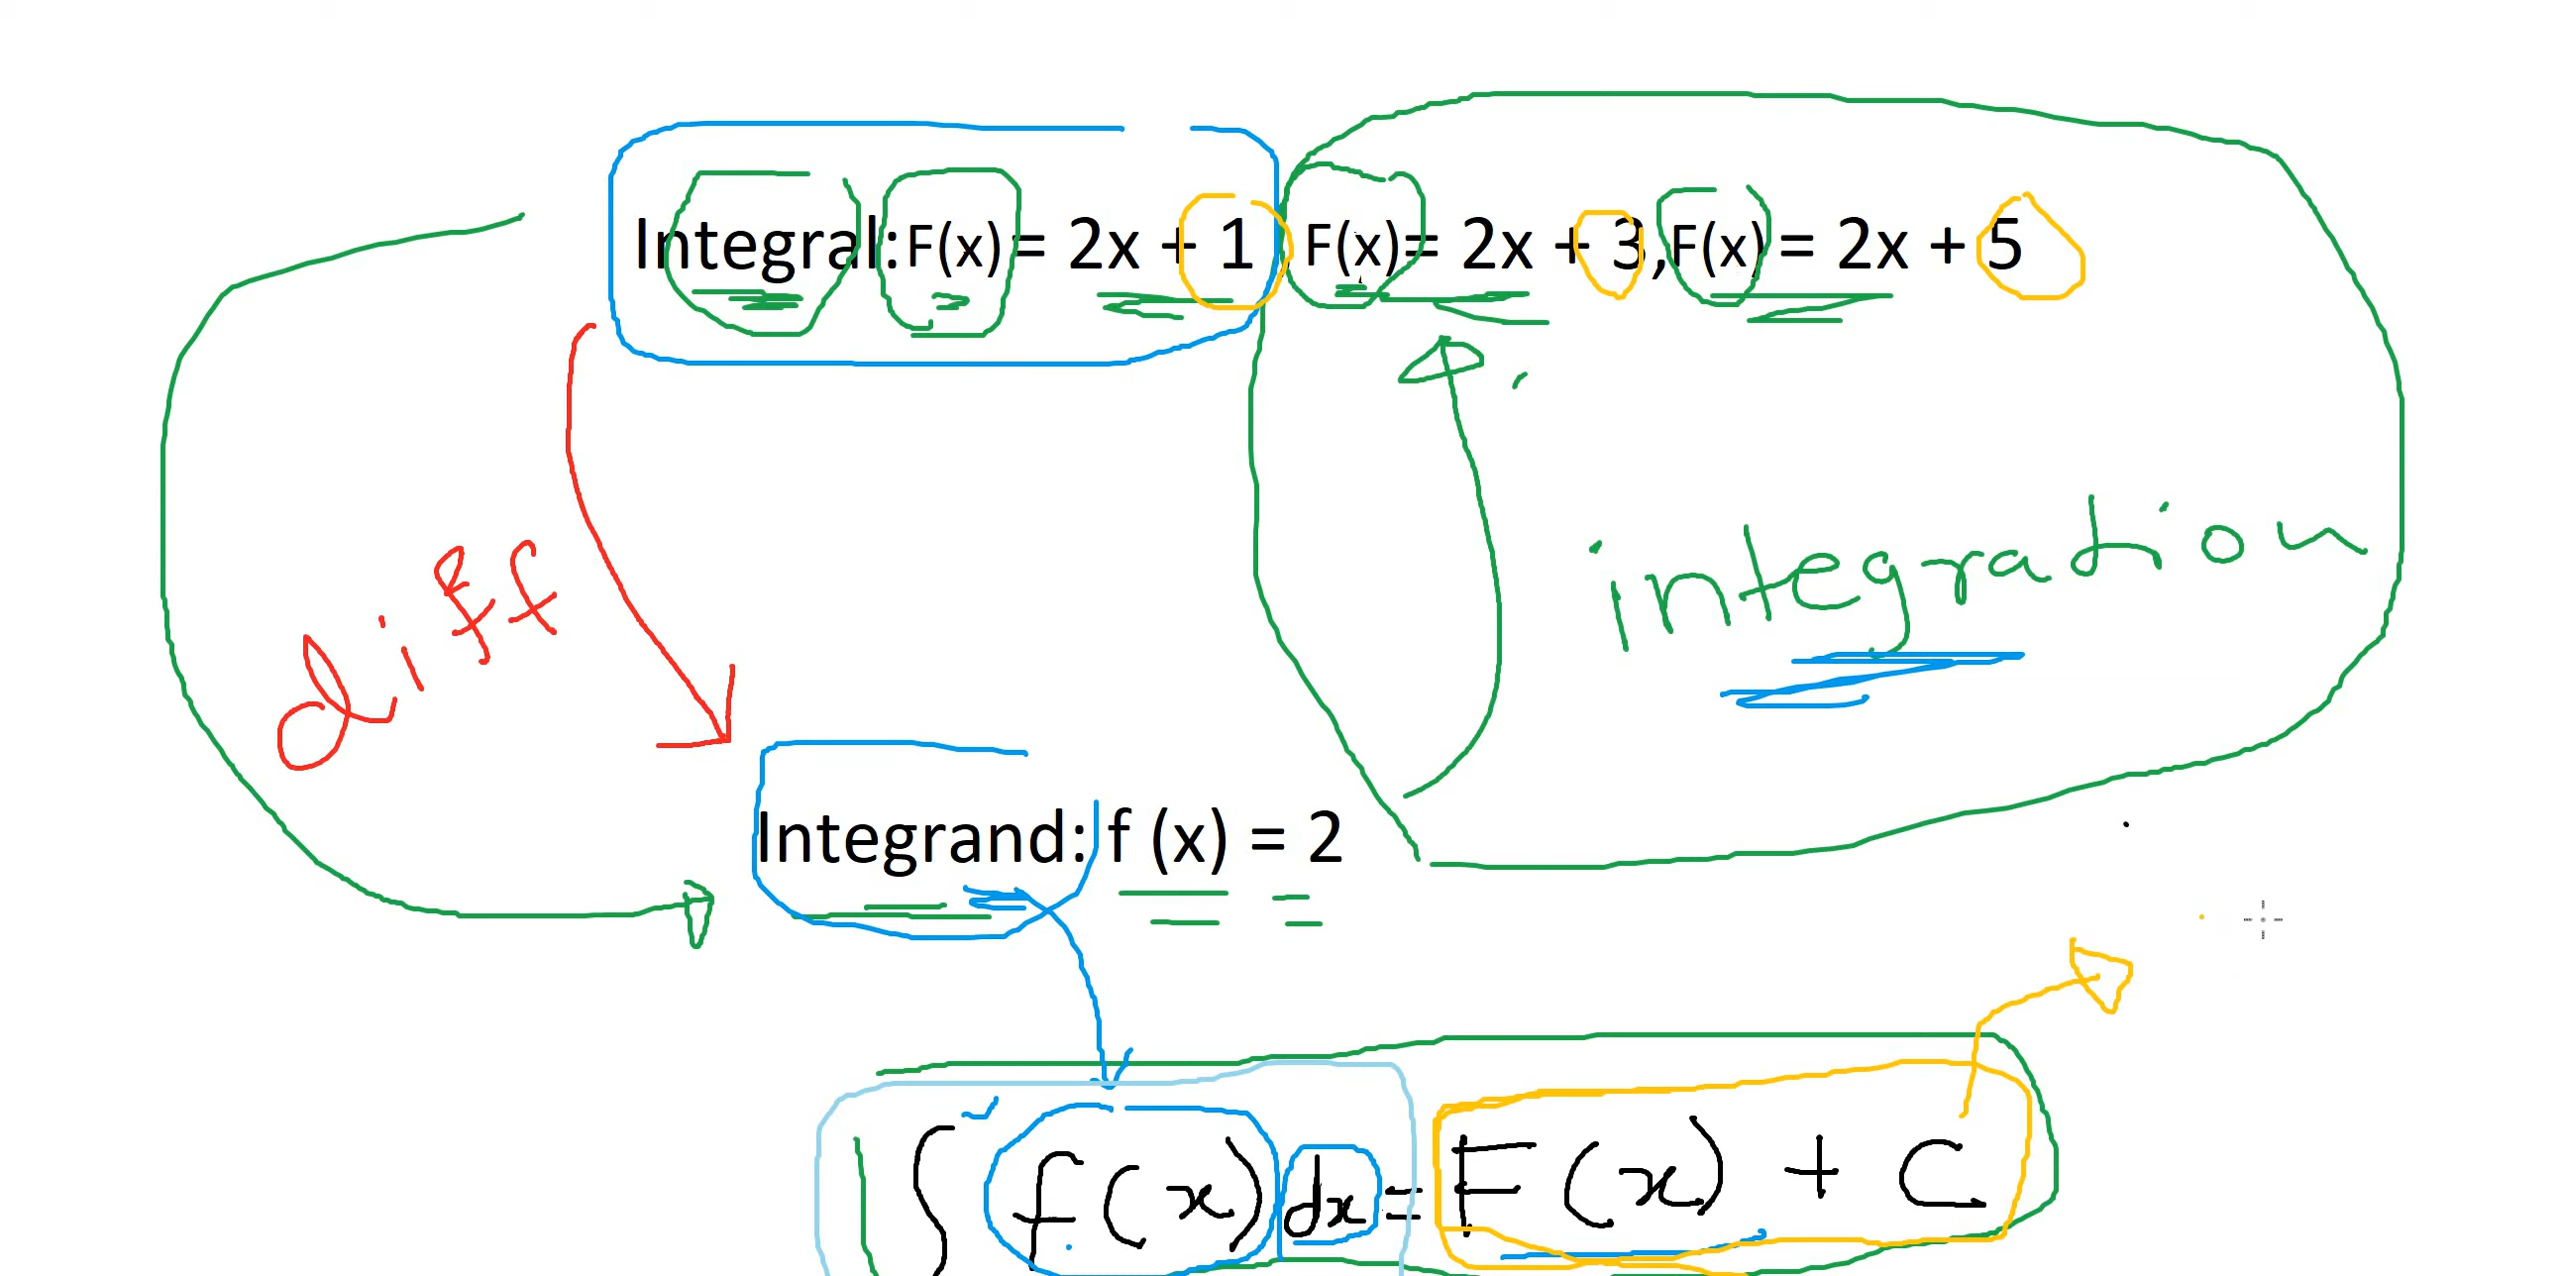 Integral: F(x) = 2x + 1, F(x) = 2x + 3, F(x) = 2x + 5
integration
diff
Integrand: f (x) = 2
∫ f(x) dx = F(x) + C